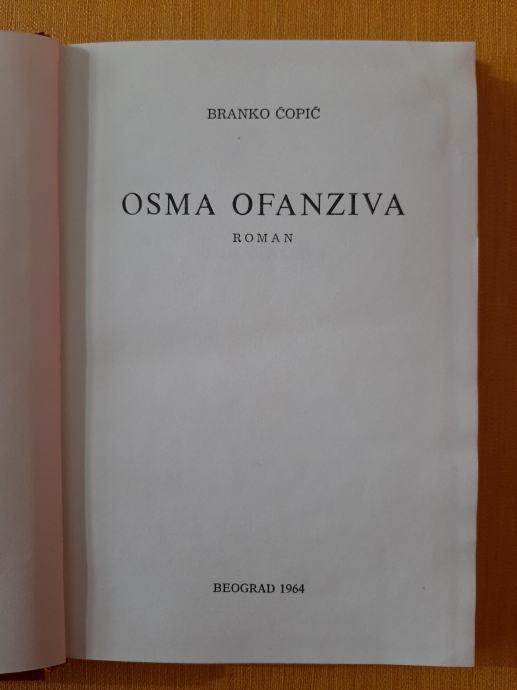 BRANKO ĆOPIĆ
OSMA OFANZIVA
ROMAN
BEOGRAD 1964